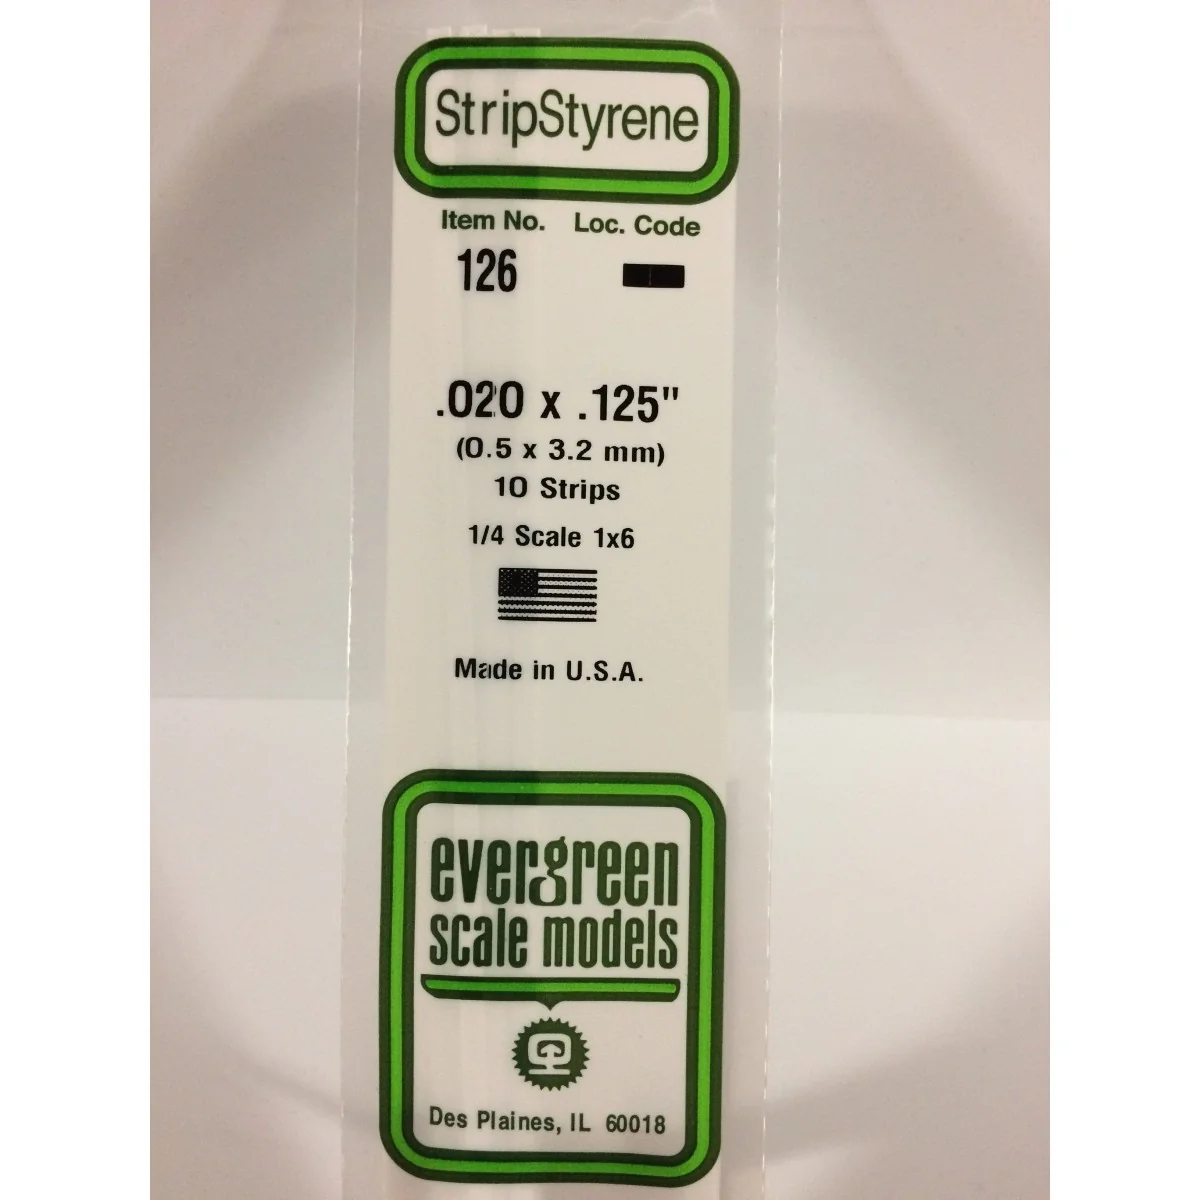 StripStyrene
Item No. Loc. Code
126
.020 x .125"
(0.5 x 3.2 mm)
10 Strips
1/4 Scale 1x6
Made in U.S.A.
evergreen
scale models
Des Plaines, IL 60018